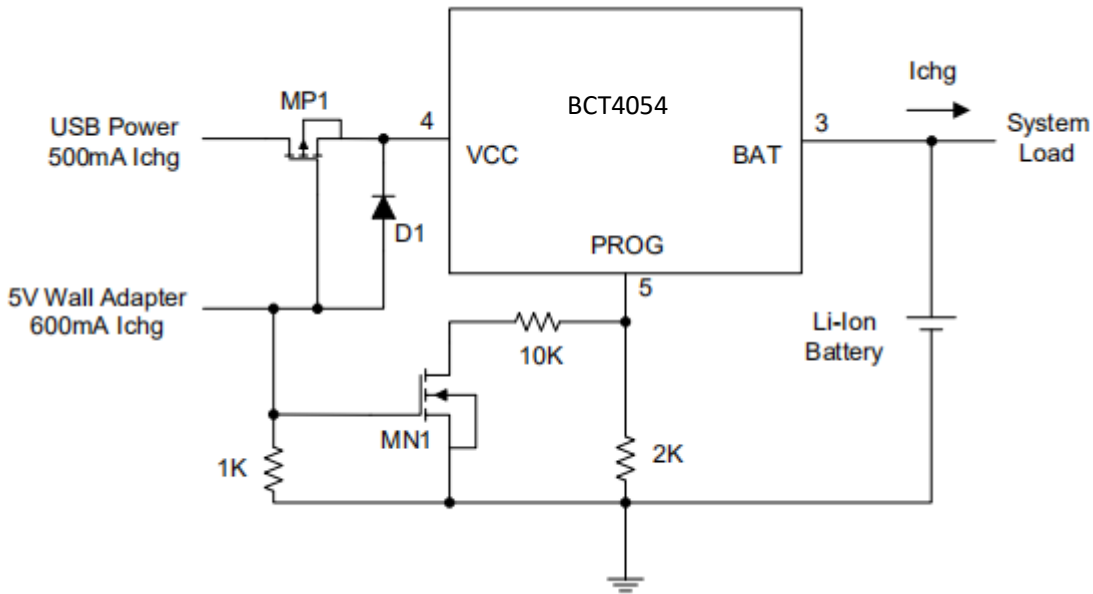 MP1
USB Power
500mA Ichg
4
VCC
BCT4054
BAT
3
Ichg
System
Load
D1
PROG
5
5V Wall Adapter
600mA Ichg
10K
Li-Ion
Battery
MN1
1K
2K